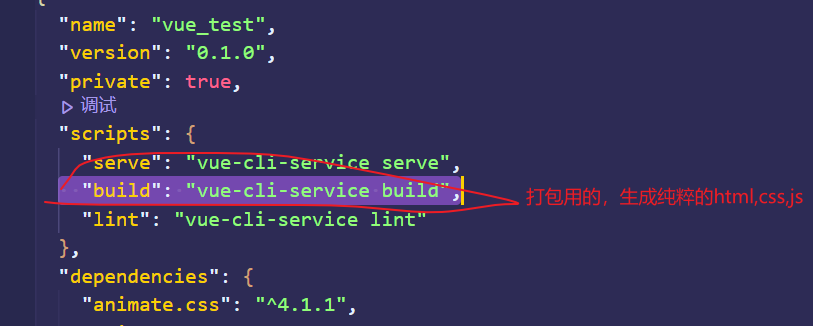 {
"name": "vue_test",
"version": "0.1.0",
"private": true,
调试
"scripts": {
"serve": "vue-cli-service serve",
"build": "vue-cli-service build",
打包用的，生成纯粹的html,css,js
"lint": "vue-cli-service lint"
},
"dependencies": {
"animate.css": "^4.1.1",